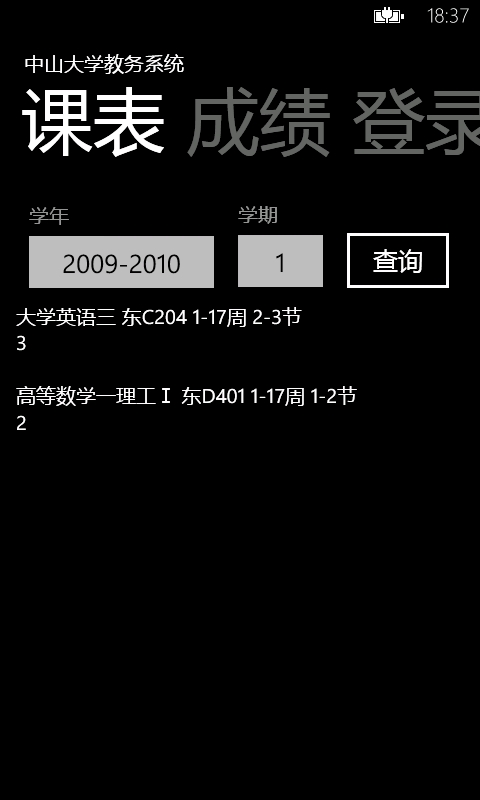 18:37
中山大学教务系统
课表 成绩 登录
学年 学期
2009-2010 1 查询
大学英语三 东C204 1-17周 2-3节
3
高等数学一理工Ⅰ 东D401 1-17周 1-2节
2